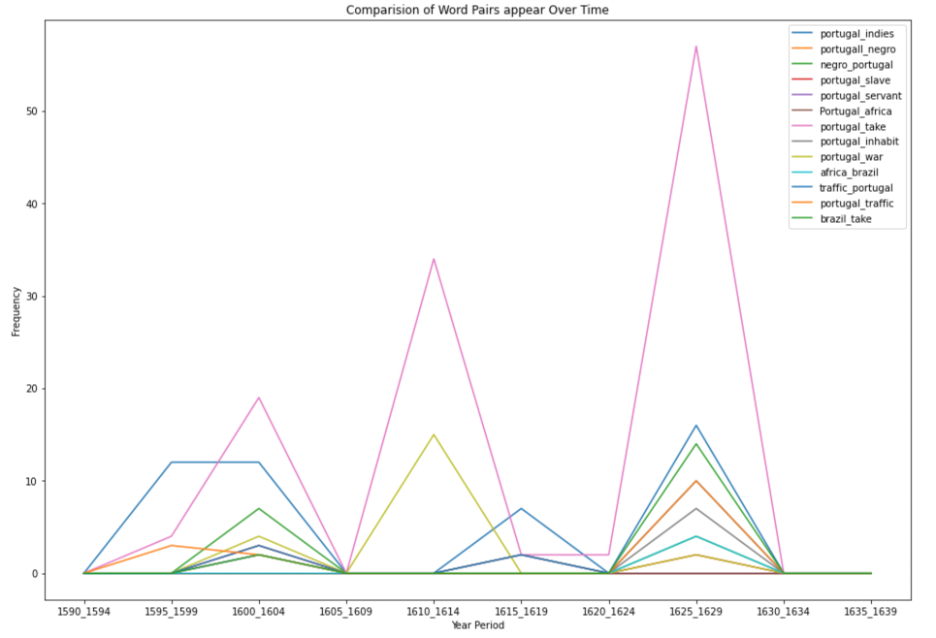 Comparision of Word Pairs appear Over Time
portugal_indies
portugall_negro
negro_portugal
portugal_slave
portugal_servant
Portugal_africa
portugal_take
portugal_inhabit
portugal_war
africa_brazil
traffic_portugal
portugal_traffic
brazil_take
Frequency
50
40
30
20
10
0
1590_1594 1595_1599 1600_1604 1605_1609 1610_1614 1615_1619 1620_1624 1625_1629 1630_1634 1635_1639
Year Period